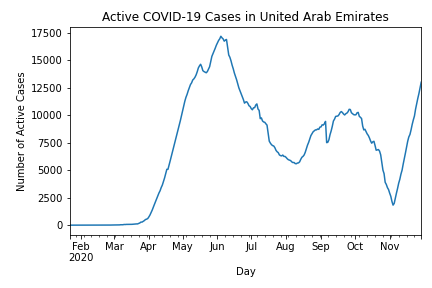 Active COVID-19 Cases in United Arab Emirates
Number of Active Cases
17500
15000
12500
10000
7500
5000
2500
0
Feb Mar Apr May Jun Jul Aug Sep Oct Nov
2020
Day